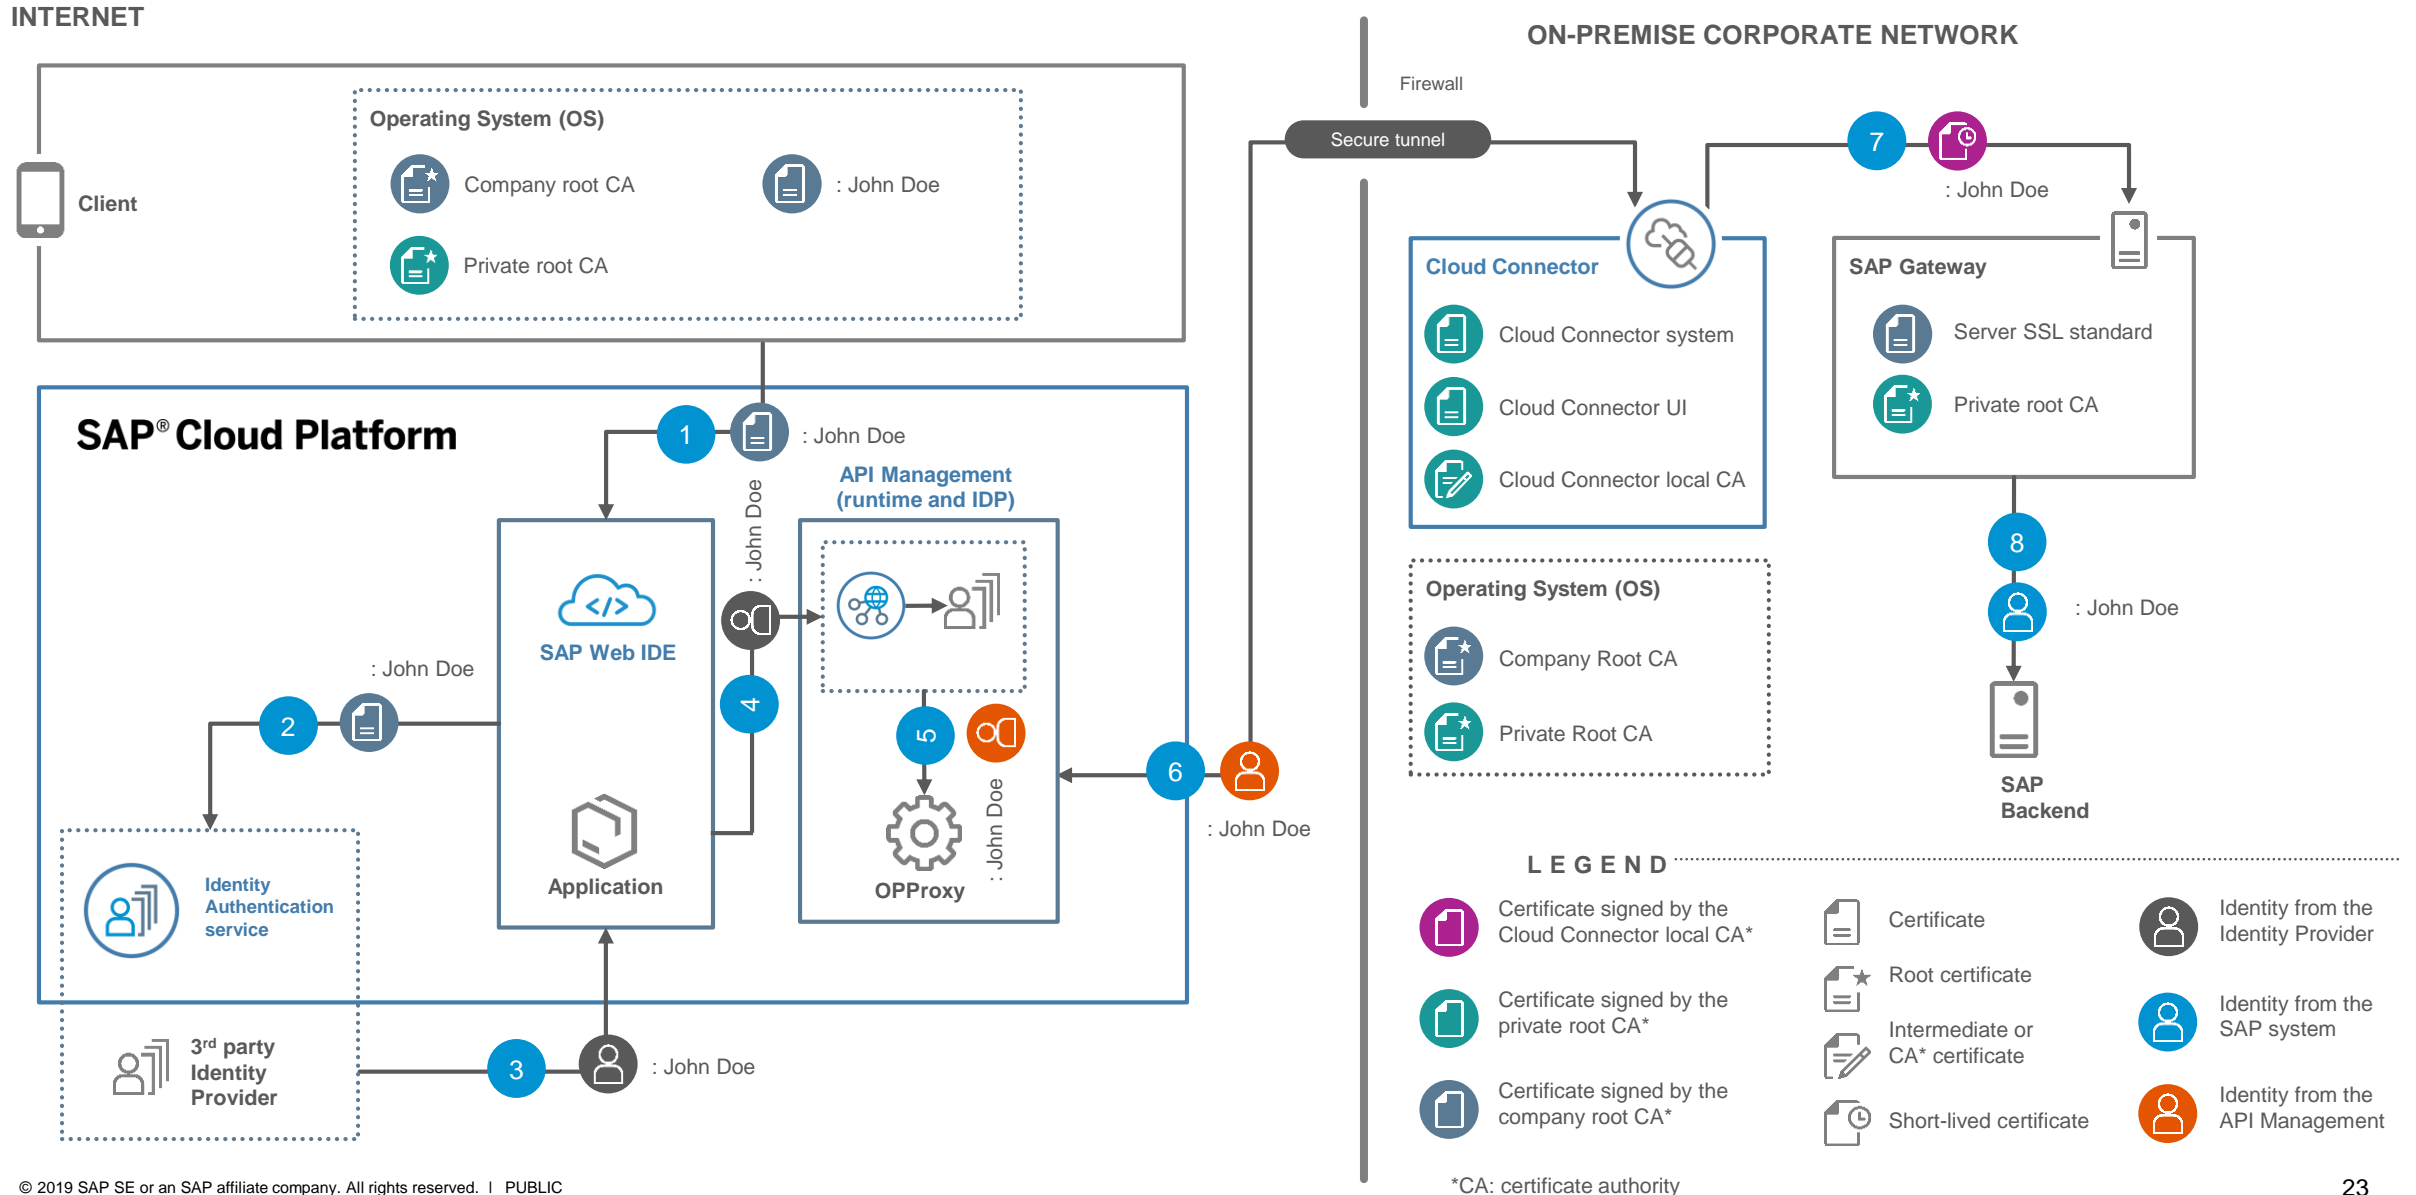 INTERNET
ON-PREMISE CORPORATE NETWORK
Firewall
Operating System (OS)
Company root CA
: John Doe
Private root CA
Client
Secure tunnel
7
: John Doe
Cloud Connector
Cloud Connector system
Cloud Connector UI
Cloud Connector local CA
SAP Gateway
Server SSL standard
Private root CA
SAP® Cloud Platform
1
: John Doe
API Management
(runtime and IDP)
: John Doe
</>
SAP Web IDE
4
: John Doe
2
5
: John Doe
6
: John Doe
Application
OPProxy
Identity
Authentication
service
3rd party
Identity
Provider
3
: John Doe
8
: John Doe
Operating System (OS)
Company Root CA
Private Root CA
SAP
Backend
LEGEND
Certificate signed by the
Cloud Connector local CA*
Certificate signed by the
private root CA*
Certificate signed by the
company root CA*
Certificate
Root certificate
Intermediate or
CA* certificate
Short-lived certificate
Identity from the
Identity Provider
Identity from the
SAP system
Identity from the
API Management
© 2019 SAP SE or an SAP affiliate company. All rights reserved. | PUBLIC
*CA: certificate authority
23